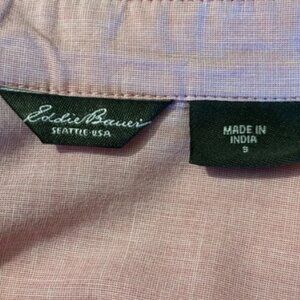 Eddie Bauer
SEATTLE·USA
MADE IN
INDIA
9